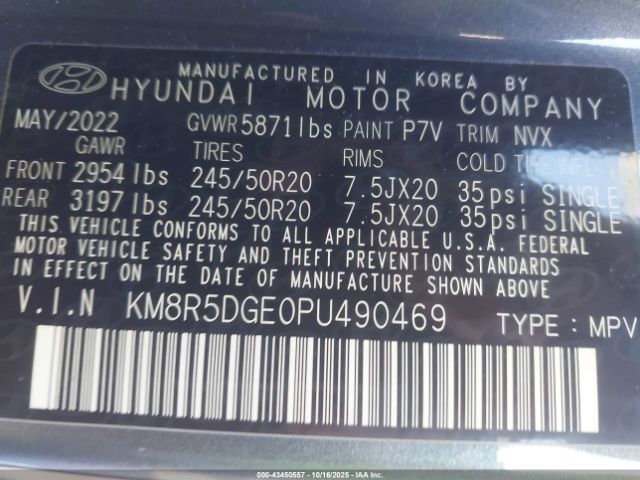 MANUFACTURED IN KOREA BY
HYUNDAI MOTOR COMPANY
MAY/2022 GVWR 5871lbs PAINT P7V TRIM NVX
GAWR TIRES RIMS COLD TIRE INFL
FRONT 2954 lbs 245/50R20 7.5JX20 35psi SINGLE
REAR 3197 lbs 245/50R20 7.5JX20 35psi SINGLE
THIS VEHICLE CONFORMS TO ALL APPLICABLE U.S.A. FEDERAL
MOTOR VEHICLE SAFETY AND THEFT PREVENTION STANDARDS
IN EFFECT ON THE DATE OF MANUFACTURE SHOWN ABOVE
V.I.N KM8R5DGE0PU490469 TYPE : MPV
000-43450557 | 10/16/2025 | IAAI, Inc.